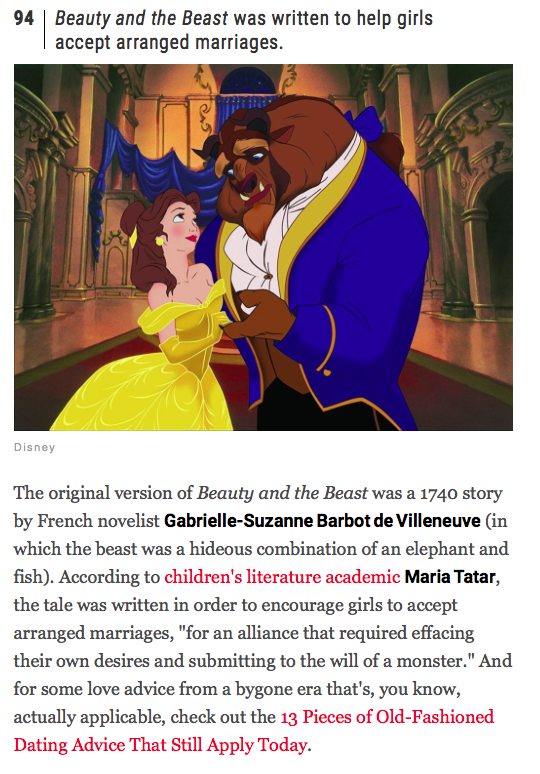 94 Beauty and the Beast was written to help girls
accept arranged marriages.
Disney
The original version of Beauty and the Beast was a 1740 story
by French novelist Gabrielle-Suzanne Barbot de Villeneuve (in
which the beast was a hideous combination of an elephant and
fish). According to children's literature academic Maria Tatar,
the tale was written in order to encourage girls to accept
arranged marriages, "for an alliance that required effacing
their own desires and submitting to the will of a monster." And
for some love advice from a bygone era that's, you know,
actually applicable, check out the 13 Pieces of Old-Fashioned
Dating Advice That Still Apply Today.